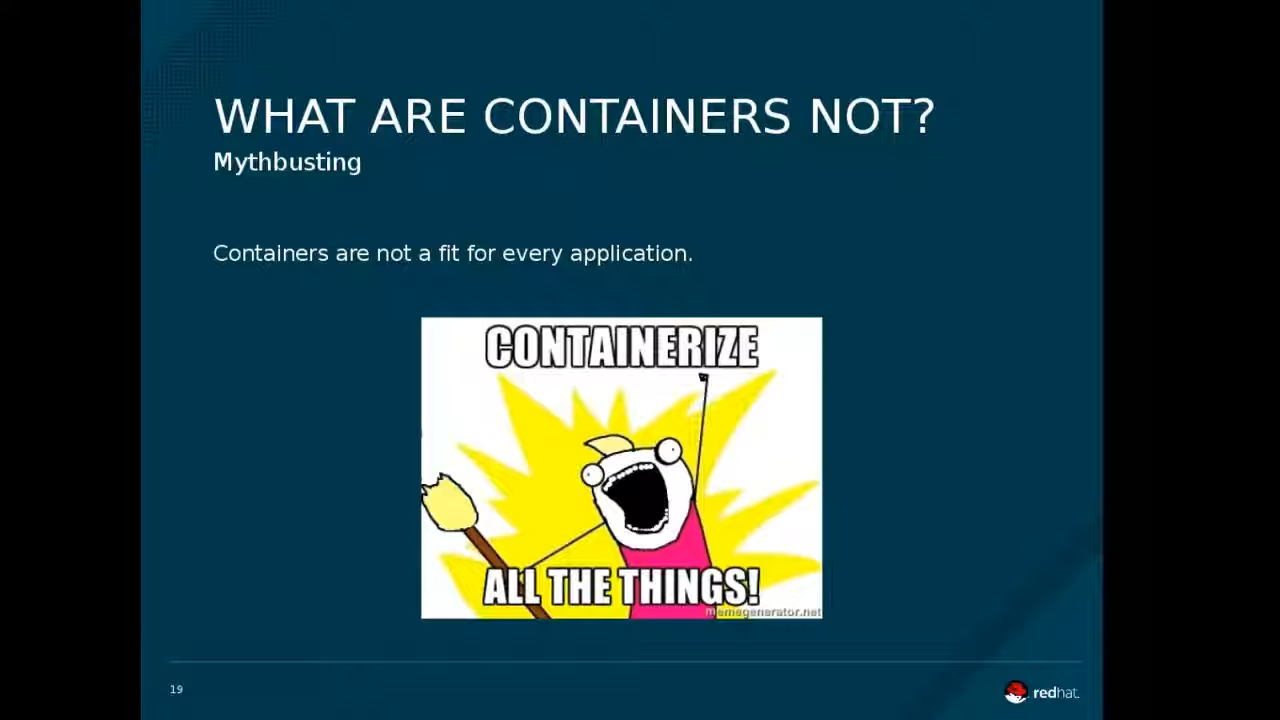 WHAT ARE CONTAINERS NOT?
Mythbusting
Containers are not a fit for every application.
CONTAINERIZE
ALL THE THINGS!
memegenerator.net
19
redhat.